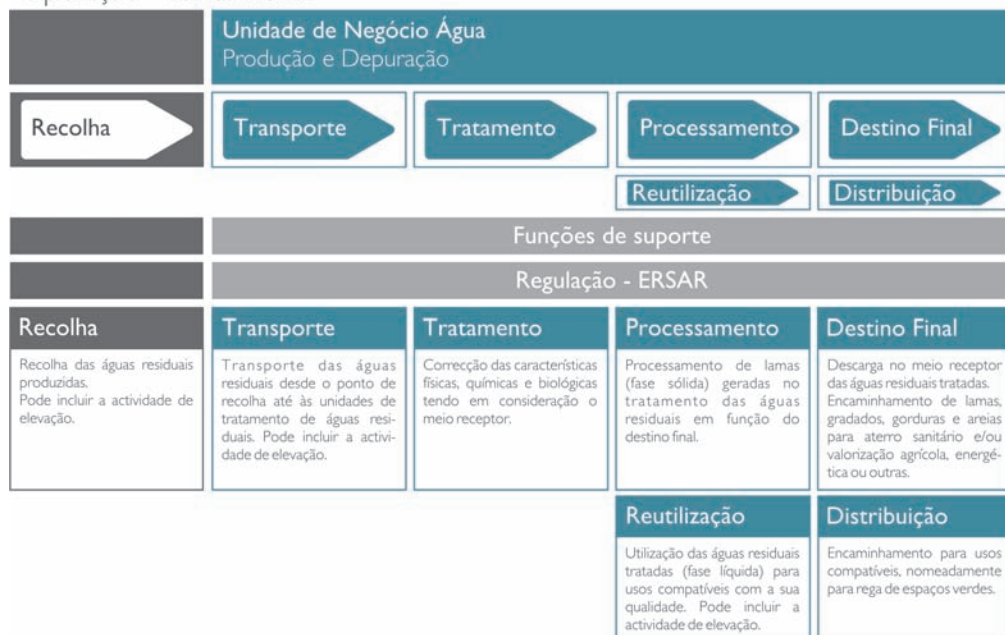 Unidade de Negócio Água
Produção e Depuração
Recolha
Transporte
Tratamento
Processamento
Destino Final
Reutilização
Distribuição
Funções de suporte
Regulação - ERSAR
Recolha
Recolha das águas residuais
produzidas.
Pode incluir a actividade de
elevação.
Transporte
Transporte das águas
residuais desde o ponto de
recolha até às unidades de
tratamento de águas resi-
duais. Pode incluir a activi-
dade de elevação.
Tratamento
Correcção das características
físicas, químicas e biológicas
tendo em consideração o
meio receptor.
Processamento
Processamento de lamas
(fase sólida) geradas no
tratamento das águas
residuais em função do
destino final.
Destino Final
Descarga no meio receptor
das águas residuais tratadas.
Encaminhamento de lamas,
gradados, gorduras e areias
para aterro sanitário e/ou
valorização agrícola, energé-
tica ou outras.
Reutilização
Utilização das águas residuais
tratadas (fase líquida) para
usos compatíveis com a sua
qualidade. Pode incluir a
actividade de elevação.
Distribuição
Encaminhamento para usos
compatíveis, nomeadamente
para rega de espaços verdes.